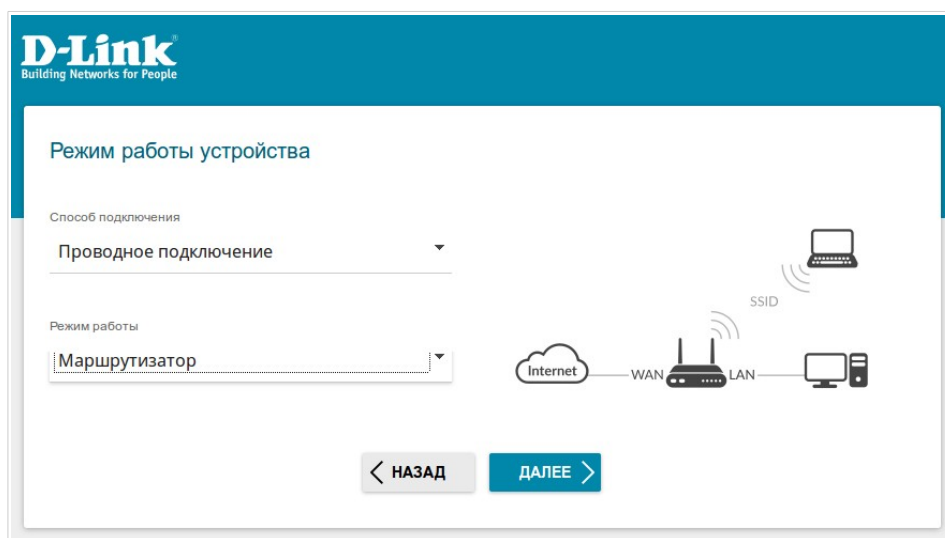 D-Link®
Building Networks for People
Режим работы устройства
Способ подключения
Проводное подключение
Режим работы
Маршрутизатор
SSID
Internet
WAN
LAN
НАЗАД
ДАЛЕЕ